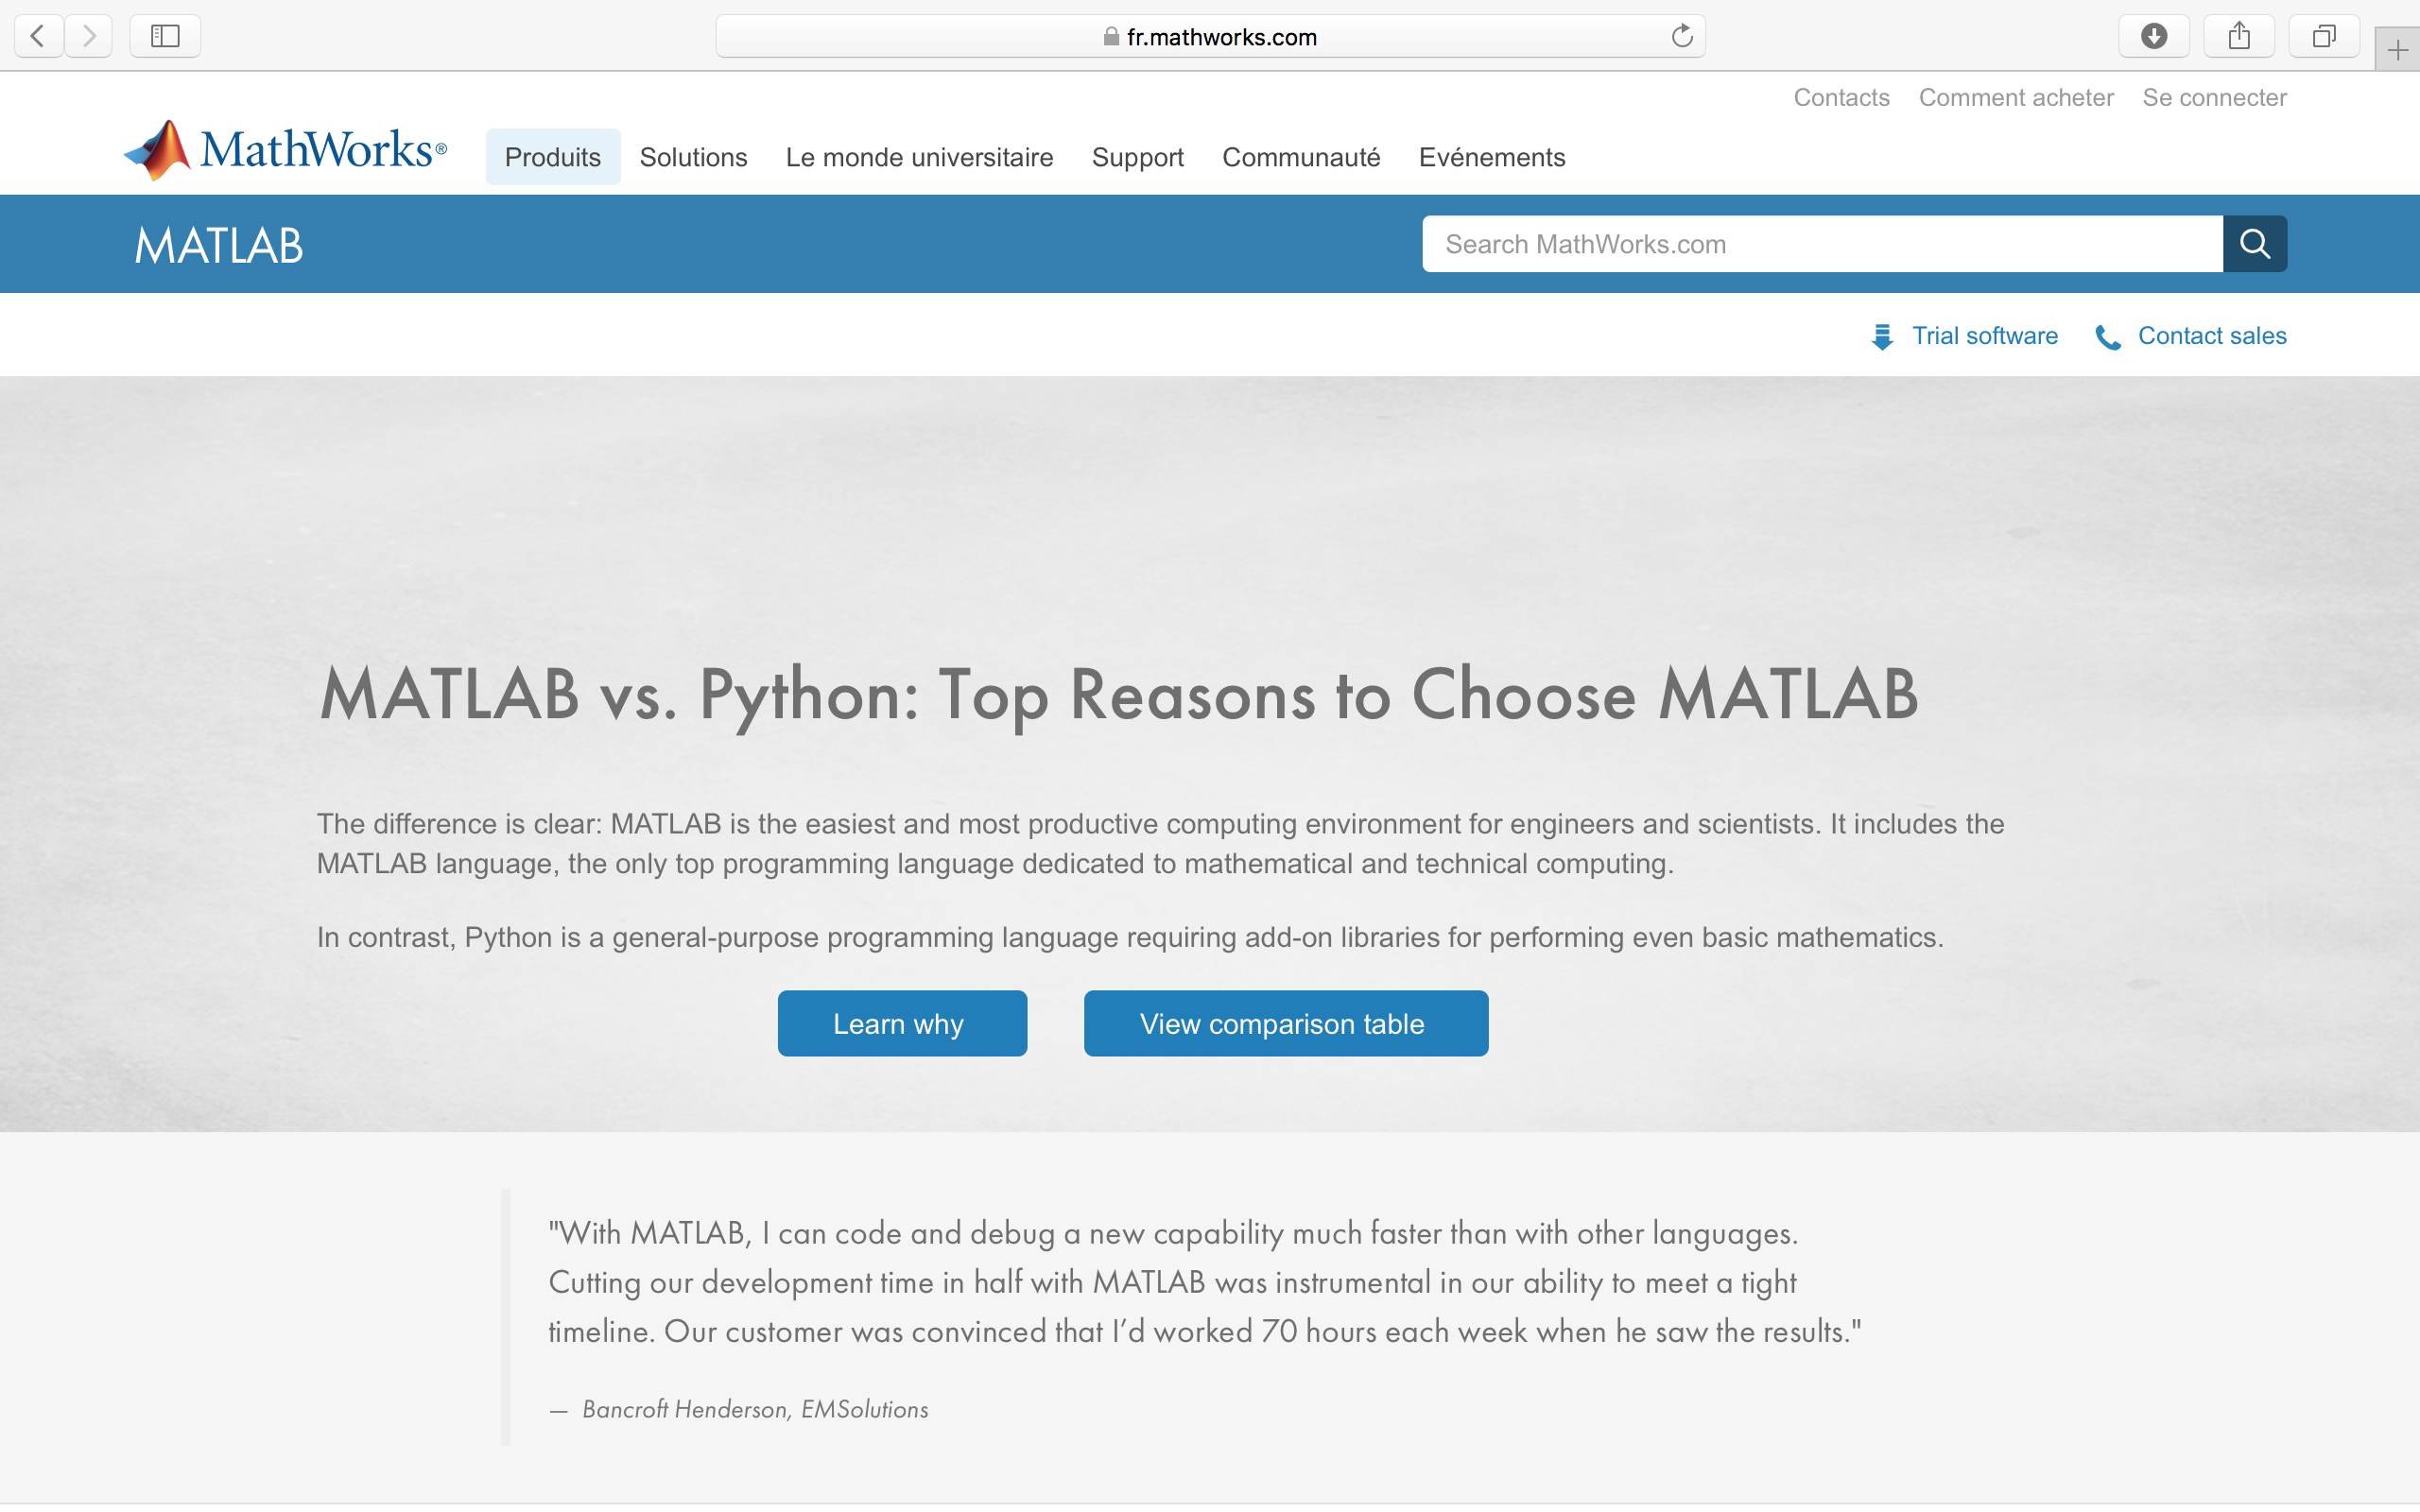 fr.mathworks.com
Contacts Comment acheter Se connecter
MathWorks®
Produits Solutions Le monde universitaire Support Communauté Evénements
MATLAB
Search MathWorks.com
Trial software Contact sales
MATLAB vs. Python: Top Reasons to Choose MATLAB
The difference is clear: MATLAB is the easiest and most productive computing environment for engineers and scientists. It includes the
MATLAB language, the only top programming language dedicated to mathematical and technical computing.
In contrast, Python is a general-purpose programming language requiring add-on libraries for performing even basic mathematics.
Learn why View comparison table
"With MATLAB, I can code and debug a new capability much faster than with other languages.
Cutting our development time in half with MATLAB was instrumental in our ability to meet a tight
timeline. Our customer was convinced that I’d worked 70 hours each week when he saw the results."
— Bancroft Henderson, EMSolutions